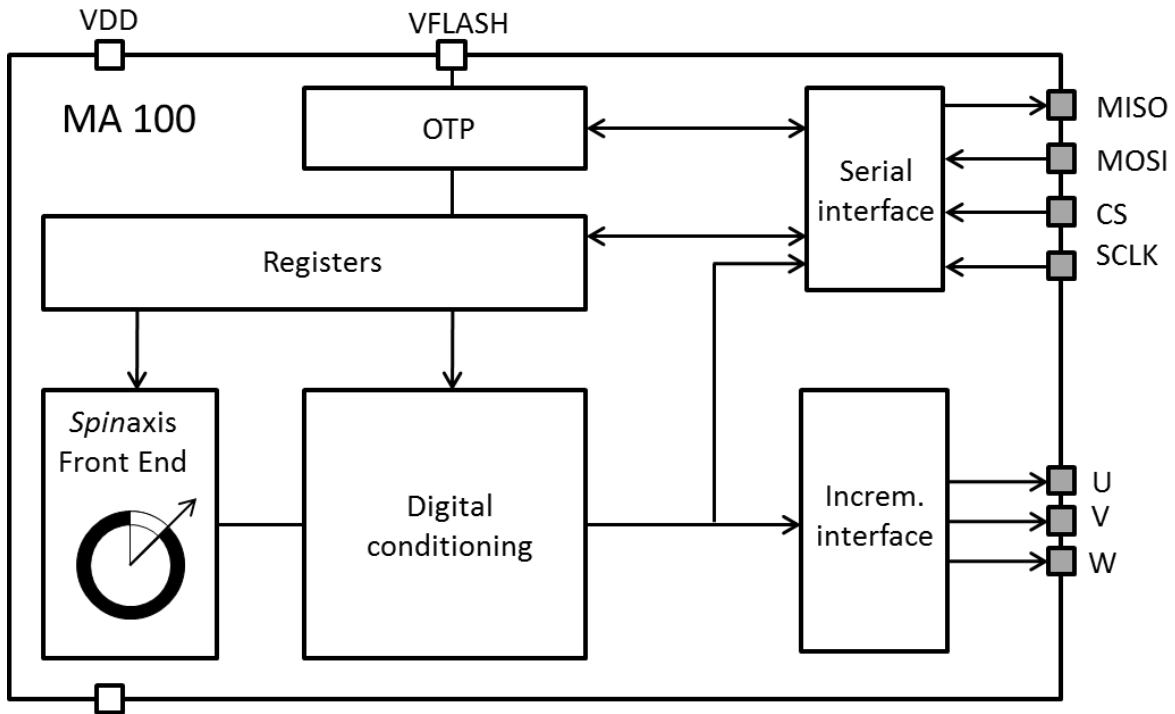 VDD
VFLASH
MA 100
OTP
Serial
interface
MISO
MOSI
CS
SCLK
Registers
Spinaxis
Front End
Digital
conditioning
Increm.
interface
U
V
W